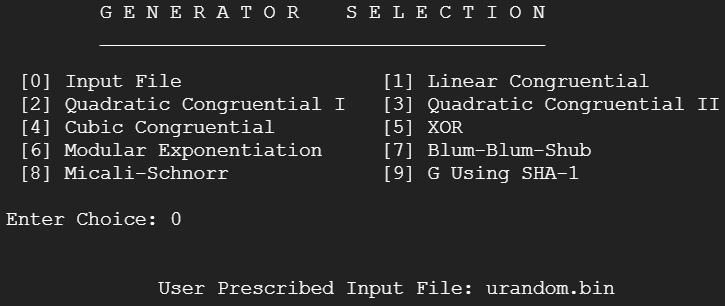 G E N E R A T O R   S E L E C T I O N
______________________________________
[0] Input File                 [1] Linear Congruential
[2] Quadratic Congruential I   [3] Quadratic Congruential II
[4] Cubic Congruential         [5] XOR
[6] Modular Exponentiation     [7] Blum-Blum-Shub
[8] Micali-Schnorr             [9] G Using SHA-1
Enter Choice: 0
User Prescribed Input File: urandom.bin